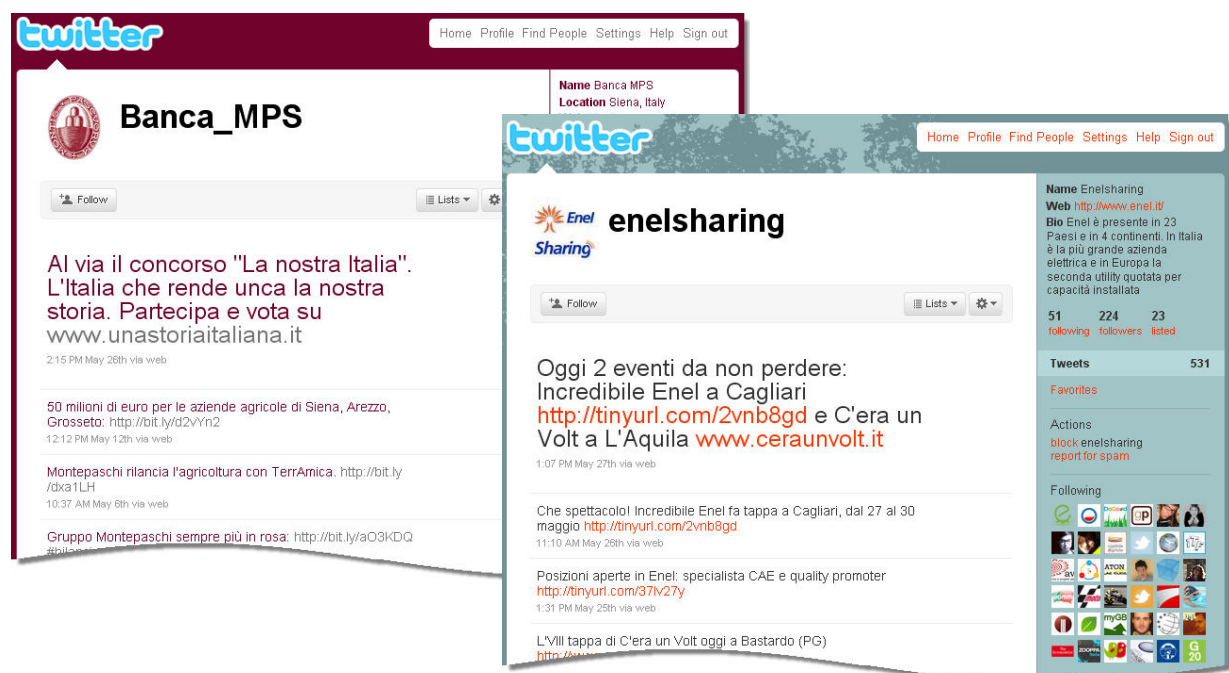 twitter
Home Profile Find People Settings Help Sign out
Name Banca MPS
Location Siena, Italy
Banca_MPS
Follow
Lists
Al via il concorso "La nostra Italia".
L'Italia che rende unca la nostra
storia. Partecipa e vota su
www.unastoriaitaliana.it
2:15 PM May 26th via web
50 milioni di euro per le aziende agricole di Siena, Arezzo,
Grosseto: http://bit.ly/d2vYn2
12:12 PM May 12th via web
Montepaschi rilancia l'agricoltura con TerrAmica. http://bit.ly
/dxa1LH
10:37 AM May 6th via web
Gruppo Montepaschi sempre più in rosa: http://bit.ly/aO3KDQ
twitter
Home Profile Find People Settings Help Sign out
Enel
Sharing
enelsharing
Follow
Lists
Oggi 2 eventi da non perdere:
Incredibile Enel a Cagliari
http://tinyurl.com/2vnb8gd e C'era un
Volt a L'Aquila www.ceraunvolt.it
1:07 PM May 27th via web
Che spettacolo! Incredibile Enel fa tappa a Cagliari, dal 27 al 30
maggio http://tinyurl.com/2vnb8gd
11:10 AM May 26th via web
Posizioni aperte in Enel: specialista CAE e quality promoter
http://tinyurl.com/37lv27y
1:31 PM May 25th via web
L'VIII tappa di C'era un Volt oggi a Bastardo (PG)
Name Enelsharing
Web http://www.enel.it/
Bio Enel è presente in 23
Paesi e in 4 continenti. In Italia
è la più grande azienda
elettrica e in Europa la
seconda utility quotata per
capacità installata
51 224 23
following followers listed
Tweets 531
Favorites
Actions
block enelsharing
report for spam
Following
gp
av
ATON
myGB
ZOOPPA
G
20